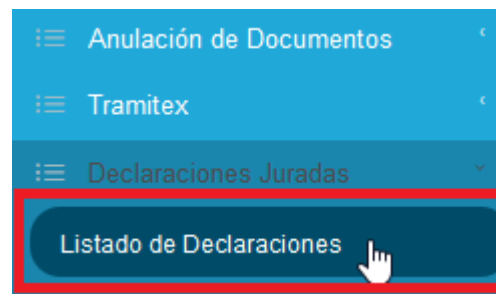 Anulación de Documentos
Tramitex
Declaraciones Juradas
Listado de Declaraciones